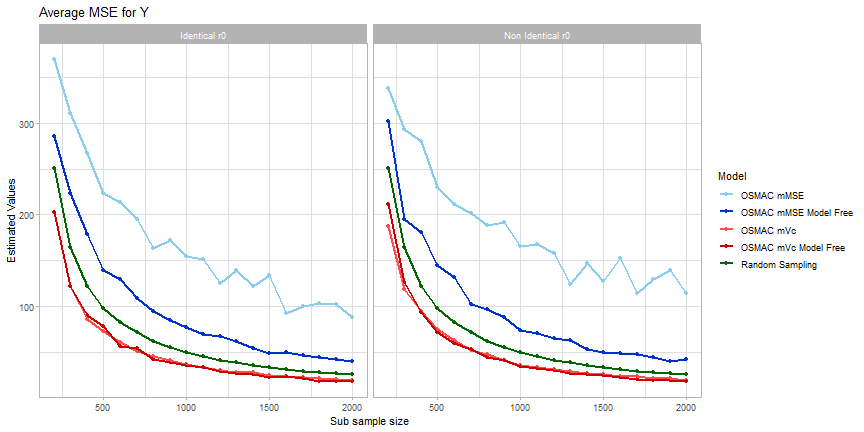 Average MSE for Y
Identical r0
Non Identical r0
Estimated Values
300
200
100
500
1000
1500
2000
500
1000
1500
2000
Sub sample size
Model
OSMAC mMSE
OSMAC mMSE Model Free
OSMAC mVc
OSMAC mVc Model Free
Random Sampling